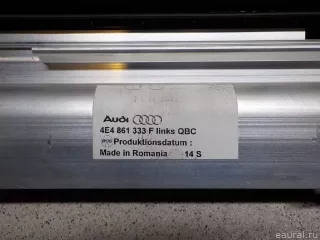 Audi
4E4 861 333 F links QBC
Produktionsdatum :
Made in Romania 14 S
eaural.ru